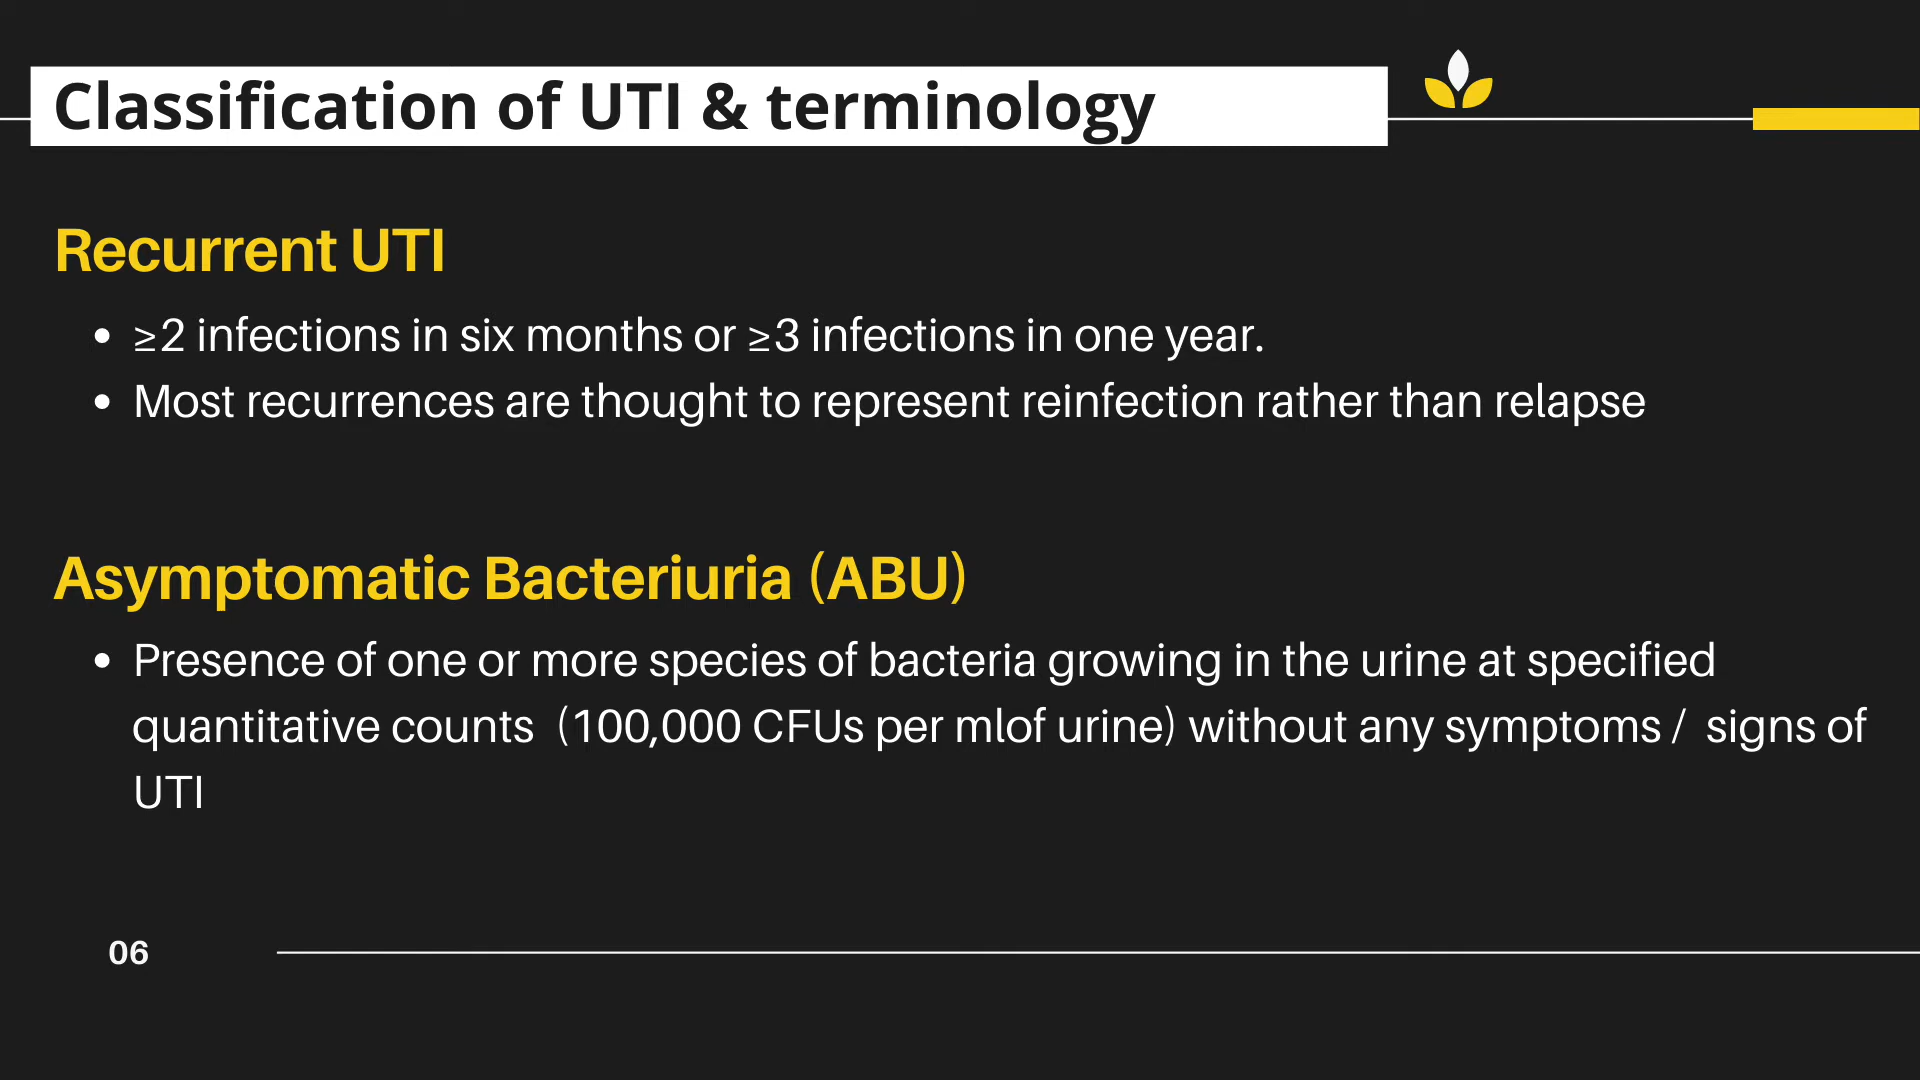 Classification of UTI & terminology
Recurrent UTI
• ≥2 infections in six months or ≥3 infections in one year.
• Most recurrences are thought to represent reinfection rather than relapse
Asymptomatic Bacteriuria (ABU)
• Presence of one or more species of bacteria growing in the urine at specified
quantitative counts  (100,000 CFUs per mlof urine) without any symptoms /  signs of
UTI
06